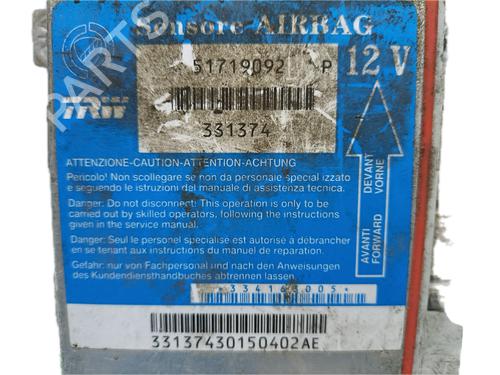 Sensore AIRBAG
51719092 P
12 V
TRW
331374
ATTENZIONE-CAUTION-ATTENTION-ACHTUNG
Pericolo! Non scollegare se non da personale specializzato
e seguendo le istruzioni del manuale di assistenza tecnica.
Danger: Do not disconnect! This operation is only to be
carried out by skilled operators, following the instructions
given in the service manual.
Danger: Seul le personel specialise est autorise à debrancher
en se tenant aux instructions du manuel de reparation.
Gefahr: nur von Fachpersonal und nach den Anweisungen
des Kundendiensthandbuches abtrennen lassen.
AVANTI
FORWARD
DEVANT
VORNE
33137430150402AE